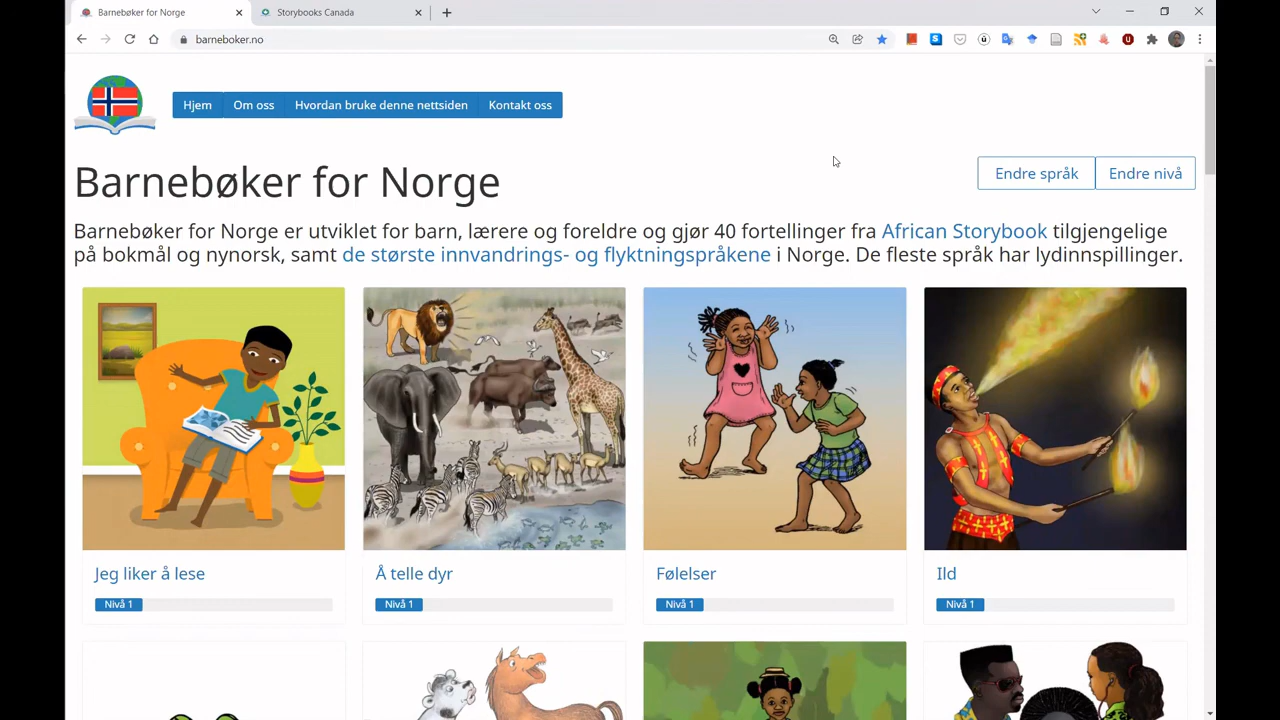 Barnebøker for Norge
Storybooks Canada
barneboker.no
Hjem Om oss Hvordan bruke denne nettsiden Kontakt oss
Barnebøker for Norge
Endre språk Endre nivå
Barnebøker for Norge er utviklet for barn, lærere og foreldre og gjør 40 fortellinger fra African Storybook tilgjengelige
på bokmål og nynorsk, samt de største innvandrings- og flyktningspråkene i Norge. De fleste språk har lydinnspillinger.
Jeg liker å lese
Nivå 1
Å telle dyr
Nivå 1
Følelser
Nivå 1
Ild
Nivå 1